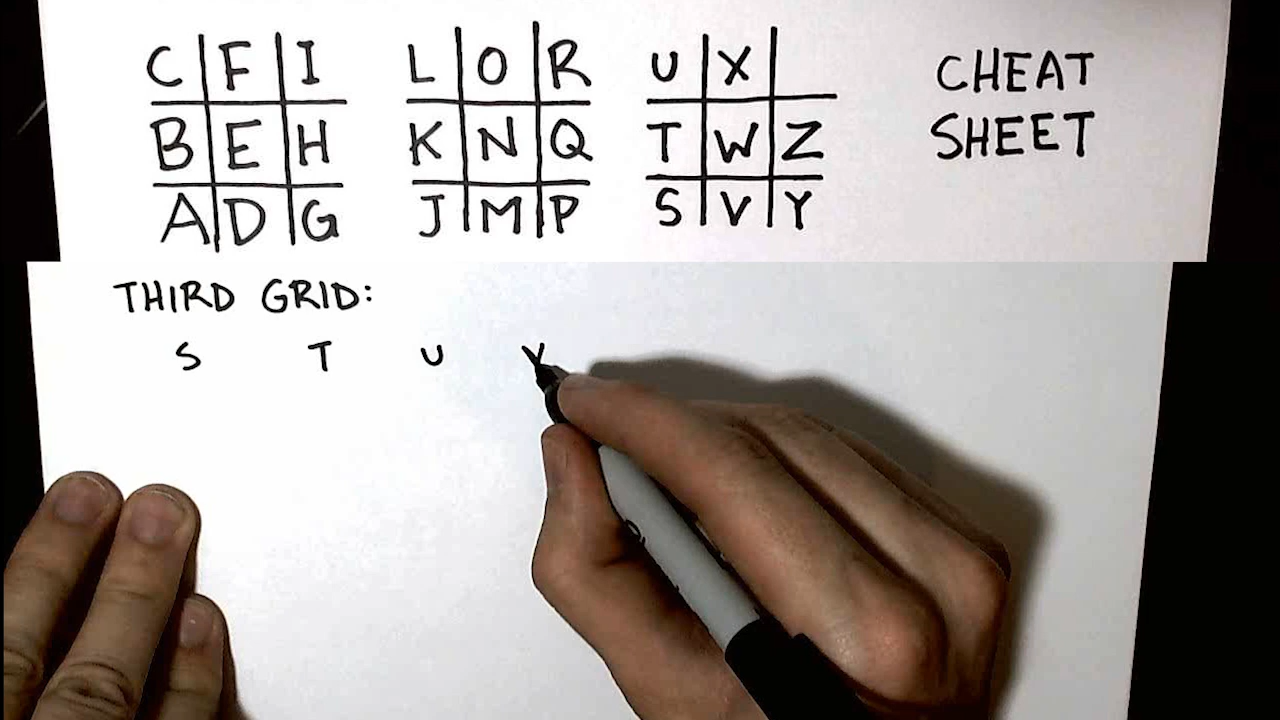 C F I L O R U X CHEAT
B E H K N Q T W Z SHEET
A D G J M P S V Y
THIRD GRID:
S T U V